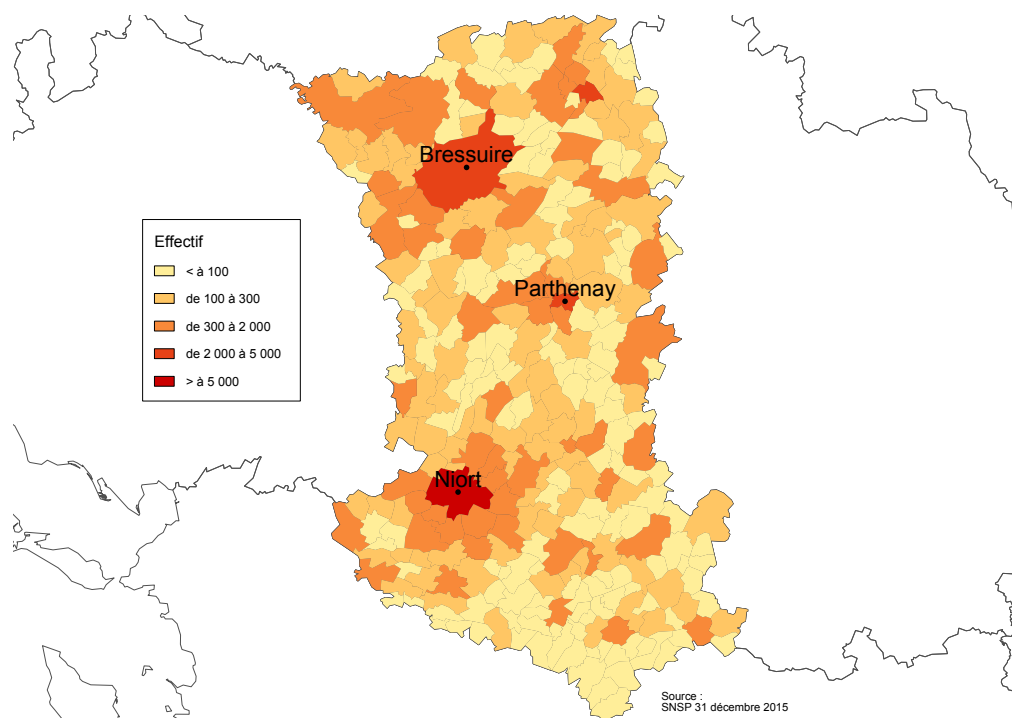 Bressuire
Effectif
< à 100
de 100 à 300
de 300 à 2 000
de 2 000 à 5 000
> à 5 000
Parthenay
Niort
Source :
SNSP 31 décembre 2015